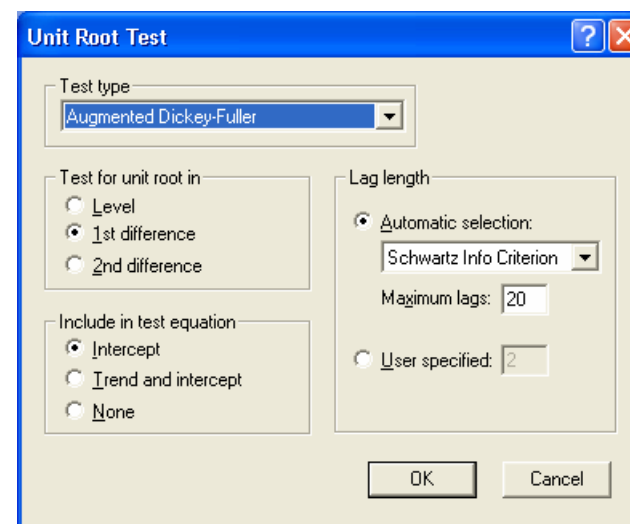 Unit Root Test
Test type
Augmented Dickey-Fuller
Test for unit root in
Level
1st difference
2nd difference
Include in test equation
Intercept
Trend and intercept
None
Lag length
Automatic selection:
Schwartz Info Criterion
Maximum lags: 20
User specified: 2
OK Cancel